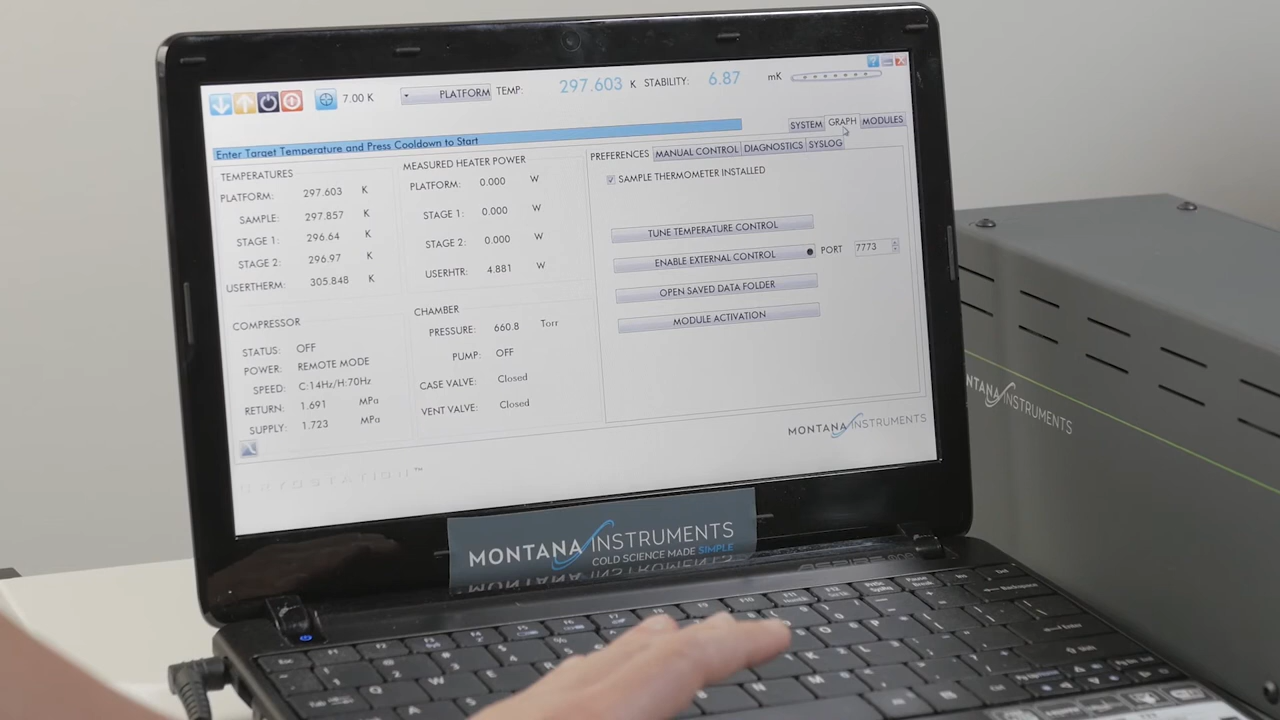 7.00 K PLATFORM TEMP: 297.603 K STABILITY: 6.87 mK
Enter Target Temperature and Press Cooldown to Start
SYSTEM GRAPH MODULES
TEMPERATURES
PLATFORM: 297.603 K
SAMPLE: 297.857 K
STAGE 1: 296.64 K
STAGE 2: 296.97 K
USERTHERM: 305.848 K
COMPRESSOR
STATUS: OFF
POWER: REMOTE MODE
SPEED: C:14Hz/H:70Hz
RETURN: 1.691 MPa
SUPPLY: 1.723 MPa
MEASURED HEATER POWER
PLATFORM: 0.000 W
STAGE 1: 0.000 W
STAGE 2: 0.000 W
USERHTR: 4.881 W
CHAMBER
PRESSURE: 660.8 Torr
PUMP: OFF
CASE VALVE: Closed
VENT VALVE: Closed
PREFERENCES MANUAL CONTROL DIAGNOSTICS SYSLOG
SAMPLE THERMOMETER INSTALLED
TUNE TEMPERATURE CONTROL
ENABLE EXTERNAL CONTROL PORT 7773
OPEN SAVED DATA FOLDER
MODULE ACTIVATION
MONTANA INSTRUMENTS
MONTANA INSTRUMENTS
COLD SCIENCE MADE SIMPLE
NTANA INSTRUMENTS